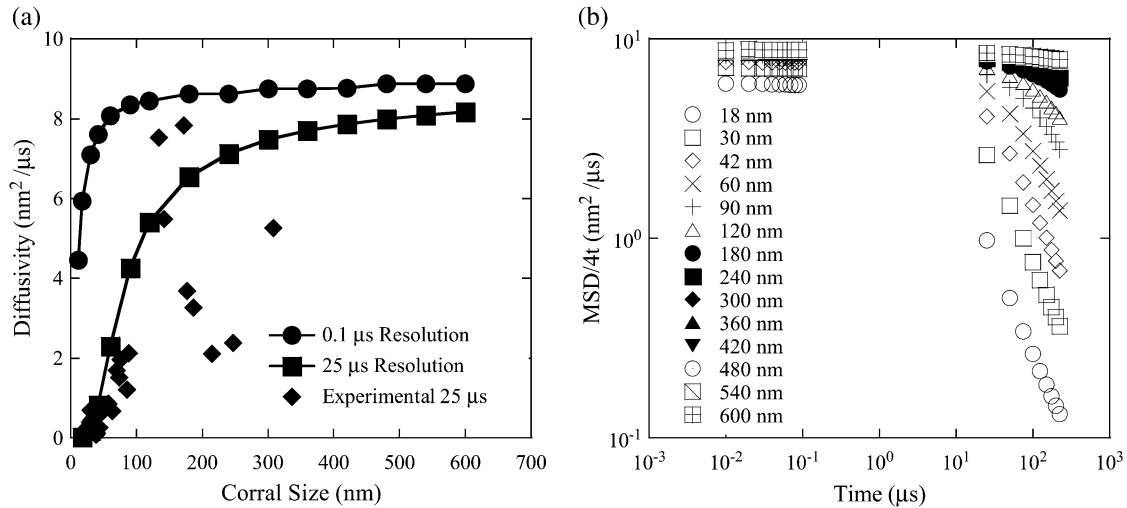 (a)
10
8
6
4
2
0
Diffusivity (nm² /μs)
0 100 200 300 400 500 600 700
Corral Size (nm)
0.1 μs Resolution
25 μs Resolution
Experimental 25 μs
(b)
10¹
10⁰
10⁻¹
MSD/4t (nm² /μs)
18 nm
30 nm
42 nm
60 nm
90 nm
120 nm
180 nm
240 nm
300 nm
360 nm
420 nm
480 nm
540 nm
600 nm
10⁻³ 10⁻² 10⁻¹ 10⁰ 10¹ 10² 10³
Time (μs)